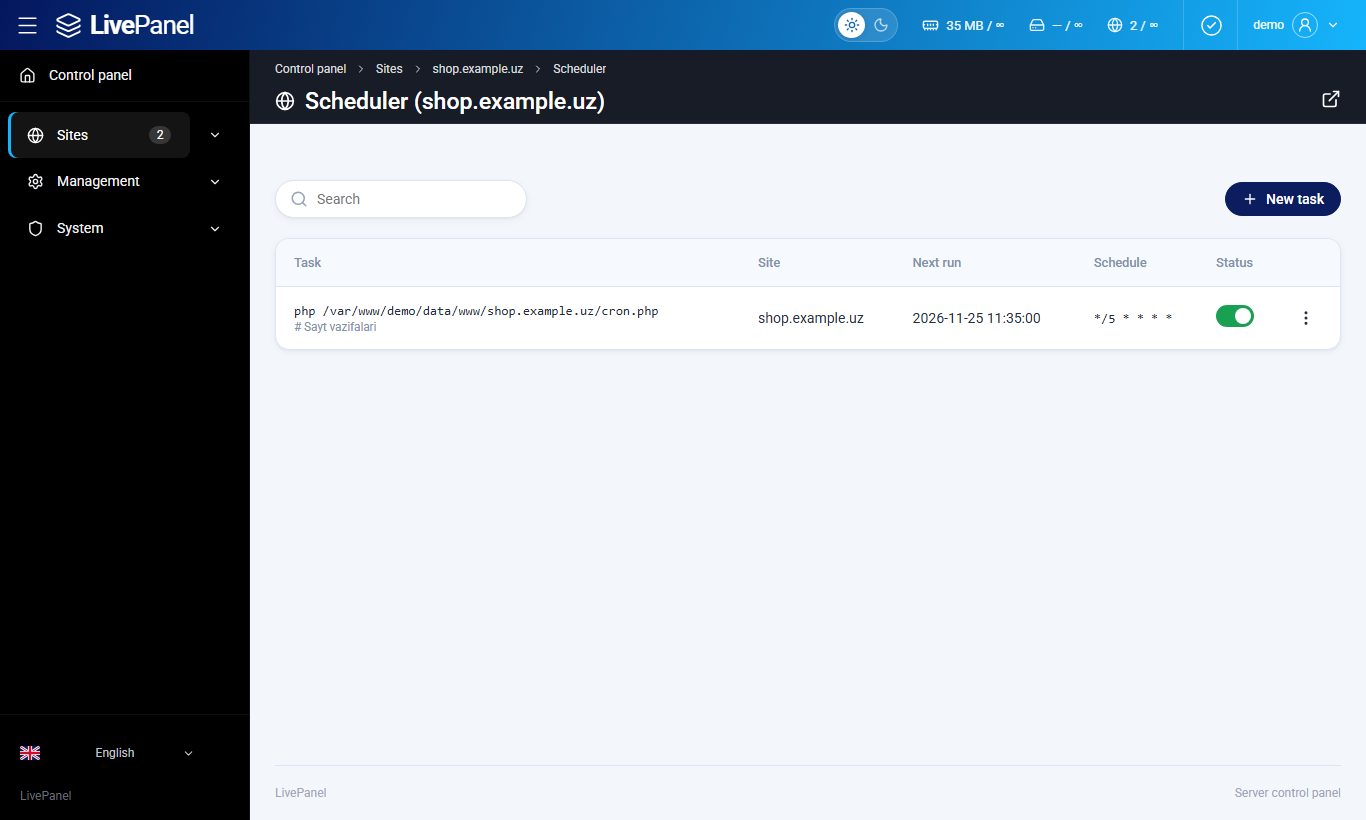 LivePanel
35 MB / ∞
— / ∞
2 / ∞
demo
Control panel
Sites
2
Management
System
English
LivePanel
Control panel > Sites > shop.example.uz > Scheduler
Scheduler (shop.example.uz)
Search
+ New task
Task Site Next run Schedule Status
php /var/www/demo/data/www/shop.example.uz/cron.php
# Sayt vazifalari
shop.example.uz
2026-11-25 11:35:00
*/5 * * * *
LivePanel
Server control panel